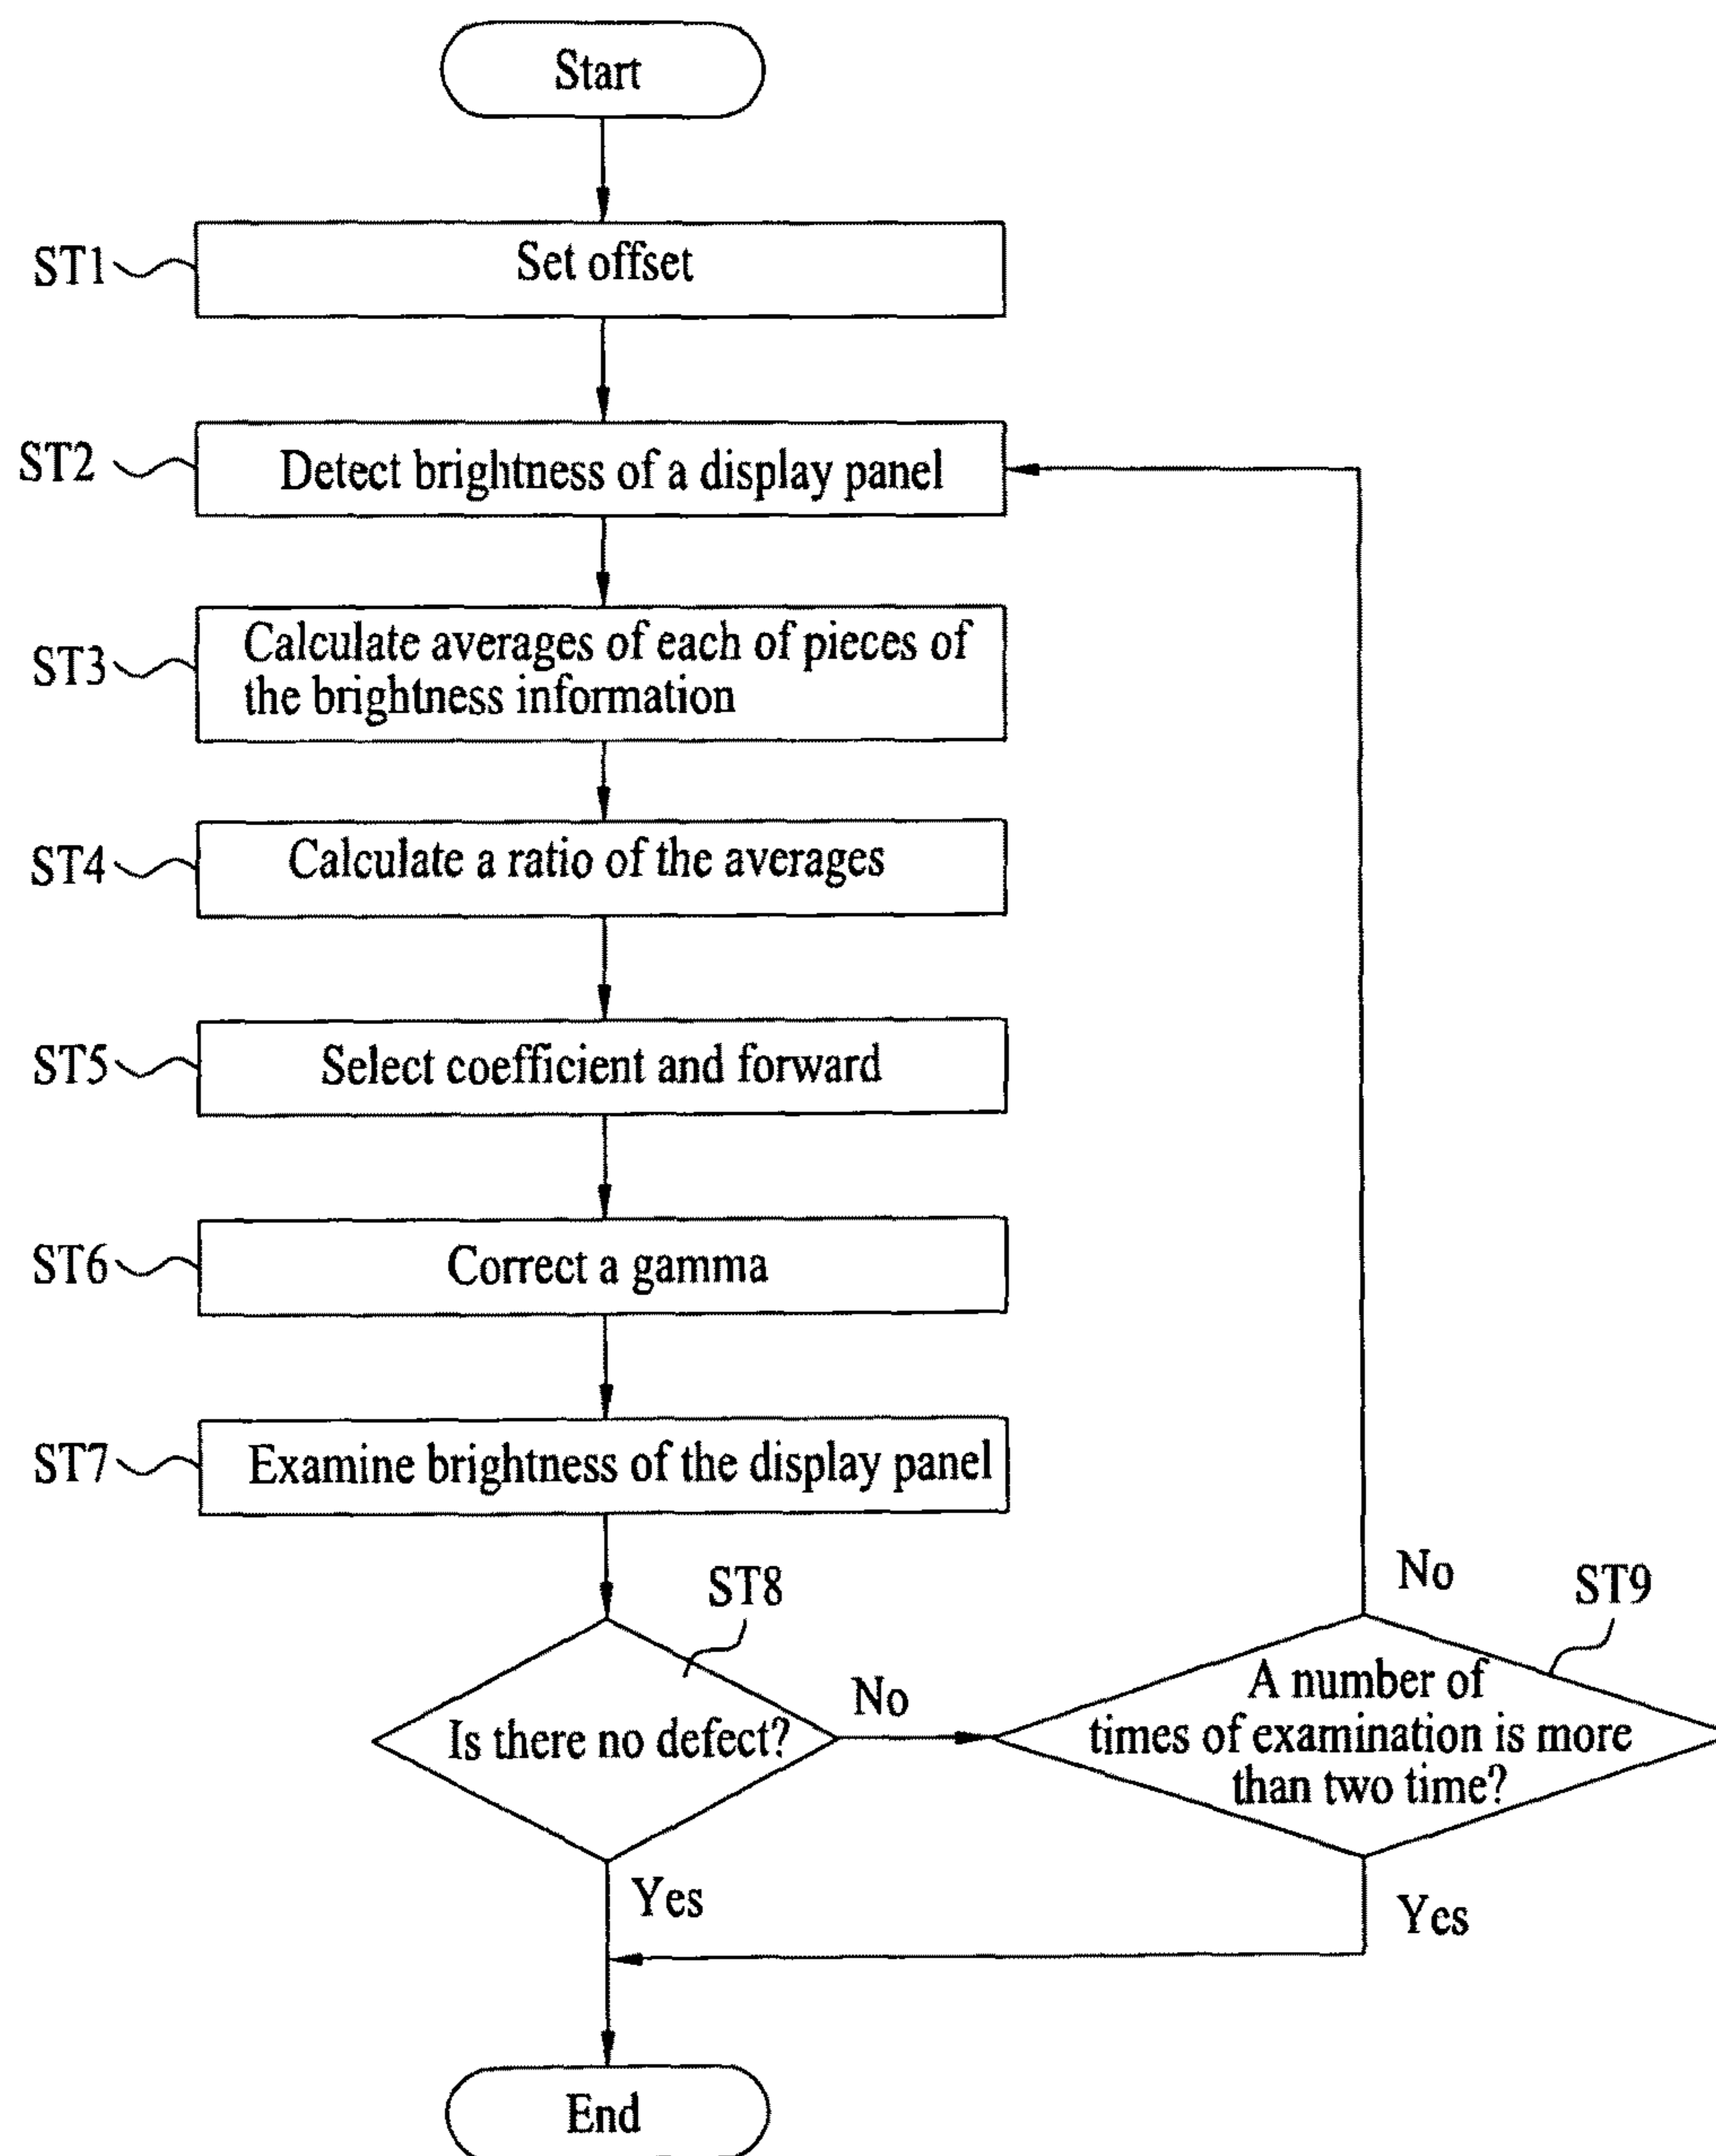 Start
ST1
Set offset
ST2
Detect brightness of a display panel
ST3
Calculate averages of each of pieces of
the brightness information
ST4
Calculate a ratio of the averages
ST5
Select coefficient and forward
ST6
Correct a gamma
ST7
Examine brightness of the display panel
ST8
Is there no defect?
No
ST9
No
A number of
times of examination is more
than two time?
Yes
Yes
End